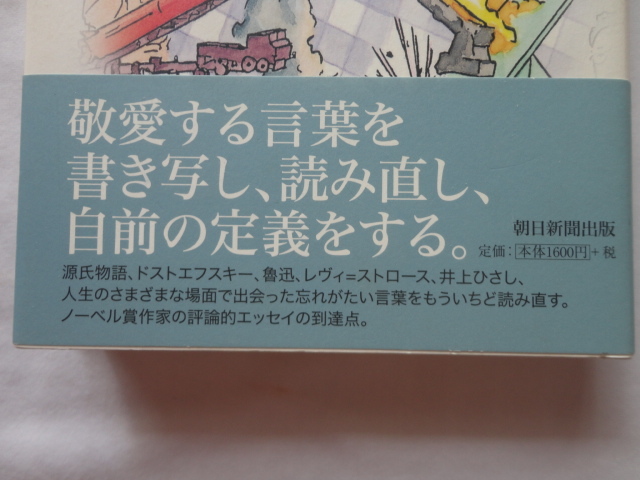 敬愛する言葉を
書き写し、読み直し、
自前の定義をする。
朝日新聞出版
定価：本体1600円+税
源氏物語、ドストエフスキー、魯迅、レヴィ=ストロース、井上ひさし、
人生のさまざまな場面で出会った忘れがたい言葉をもういちど読み直す。
ノーベル賞作家の評論的エッセイの到達点。